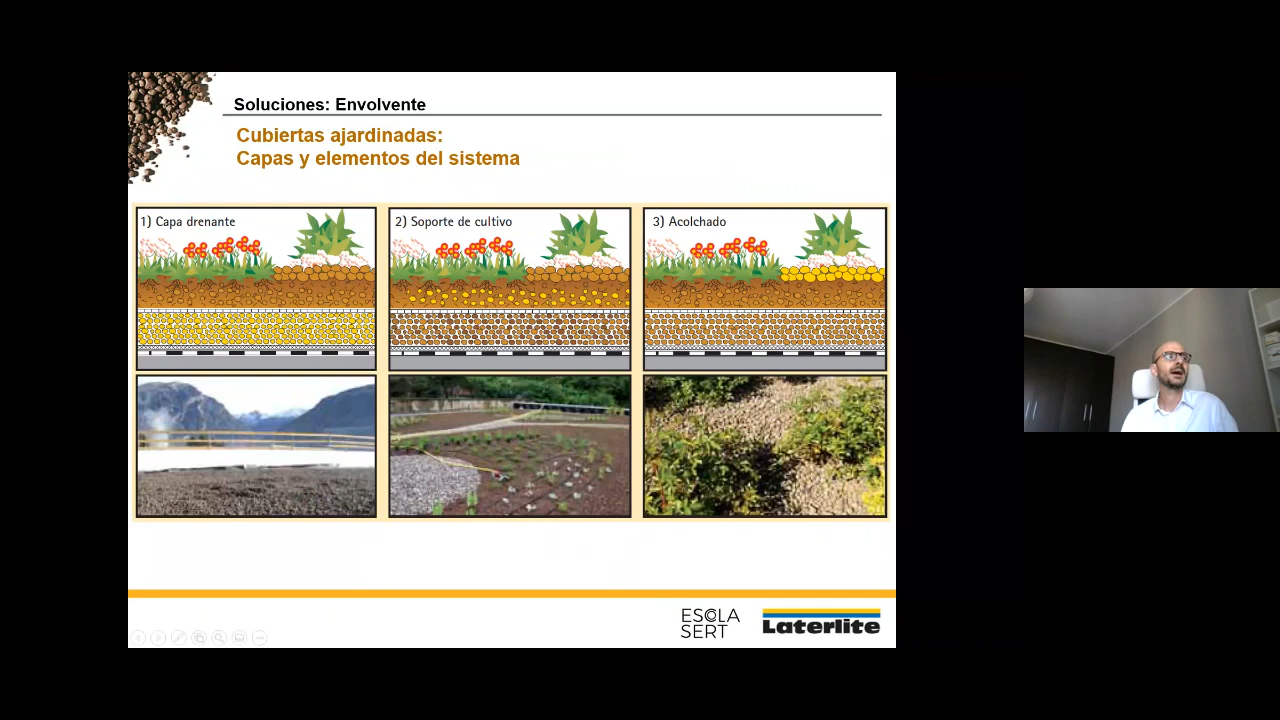 Soluciones: Envolvente
Cubiertas ajardinadas:
Capas y elementos del sistema
1) Capa drenante
2) Soporte de cultivo
3) Acolchado
ESCOLA
SERT
Laterlite